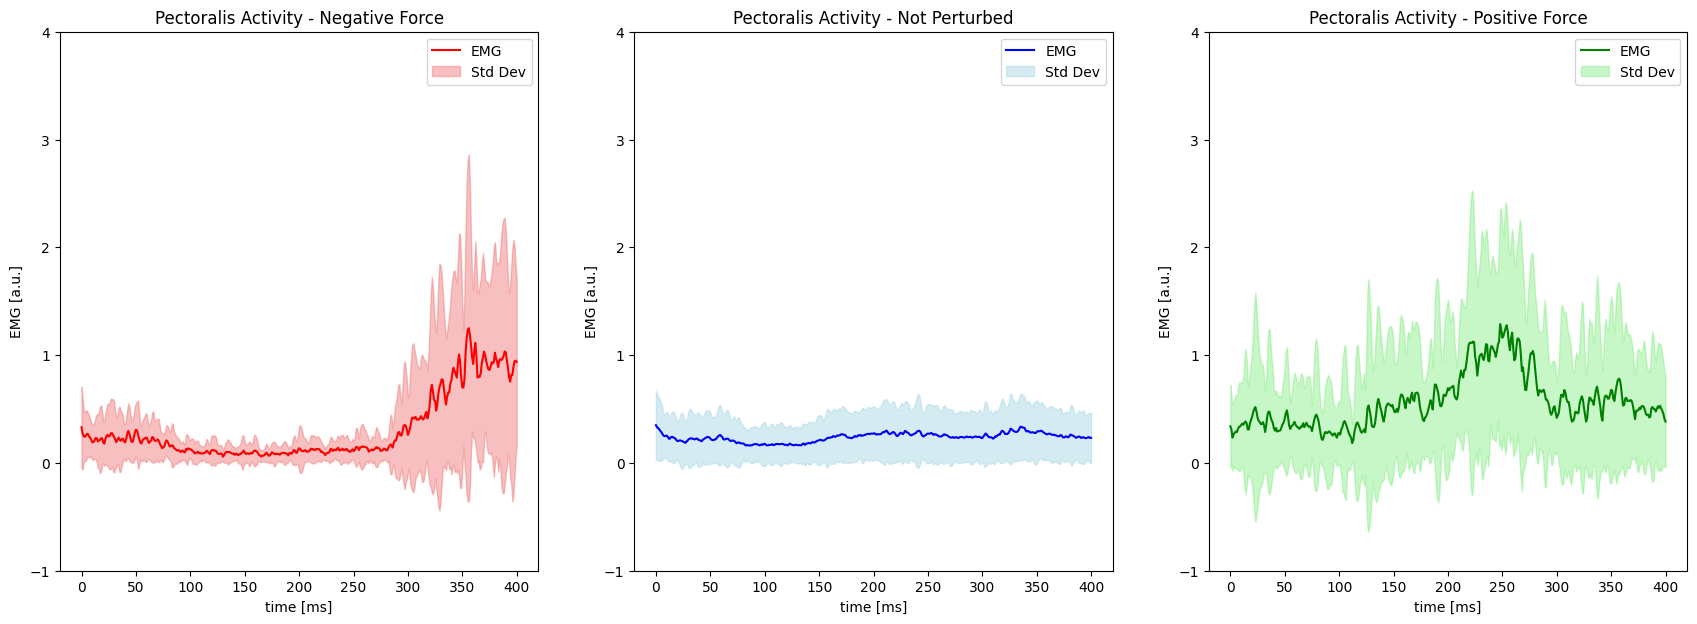 Pectoralis Activity - Negative Force
EMG
Std Dev
EMG [a.u.]
4
3
2
1
0
−1
0 50 100 150 200 250 300 350 400
time [ms]
Pectoralis Activity - Not Perturbed
EMG
Std Dev
EMG [a.u.]
4
3
2
1
0
−1
0 50 100 150 200 250 300 350 400
time [ms]
Pectoralis Activity - Positive Force
EMG
Std Dev
EMG [a.u.]
4
3
2
1
0
−1
0 50 100 150 200 250 300 350 400
time [ms]